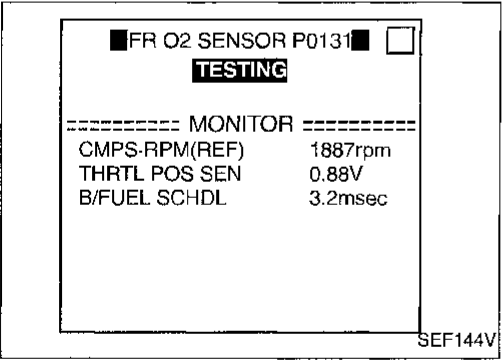 FR O2 SENSOR P0131
TESTING
========== MONITOR ==========
CMPS-RPM(REF) 1887rpm
THRTL POS SEN 0.88V
B/FUEL SCHDL 3.2msec
SEF144V